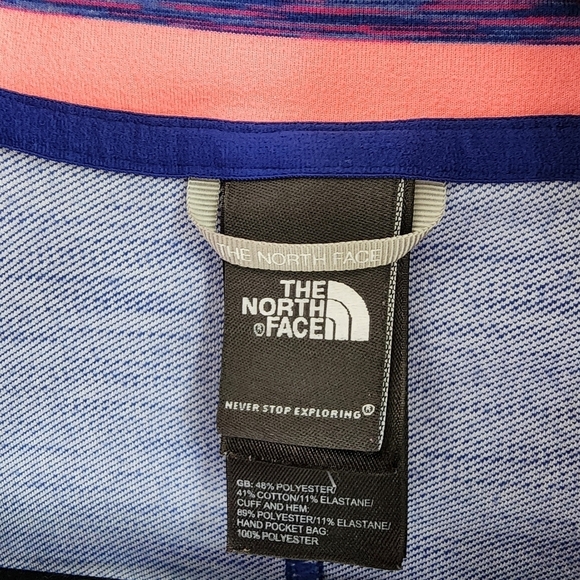 THE NORTH FACE
THE
NORTH
®FACE
NEVER STOP EXPLORING®
GB: 48% POLYESTER/
41% COTTON/11% ELASTANE/
CUFF AND HEM:
89% POLYESTER/11% ELASTANE/
HAND POCKET BAG:
100% POLYESTER